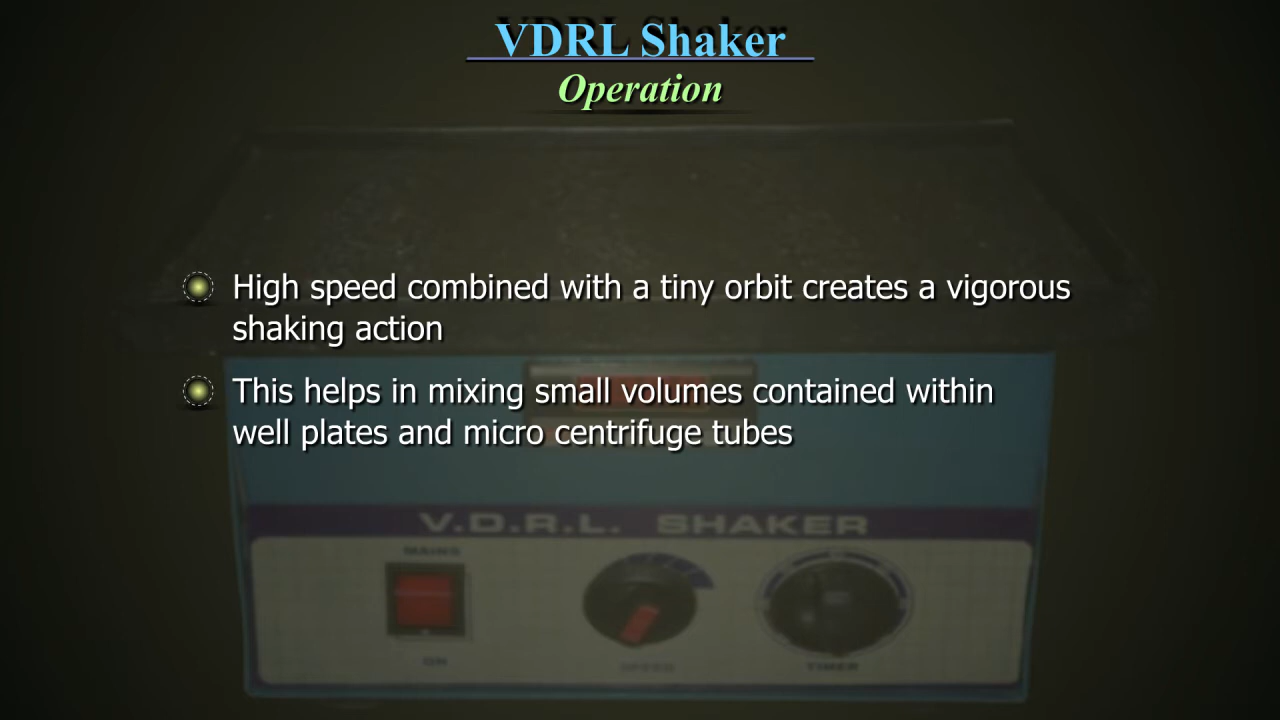 VDRL Shaker
Operation
High speed combined with a tiny orbit creates a vigorous
shaking action
This helps in mixing small volumes contained within
well plates and micro centrifuge tubes
V.D.R.L. SHAKER
MAINS
ON
SPEED
TIMER